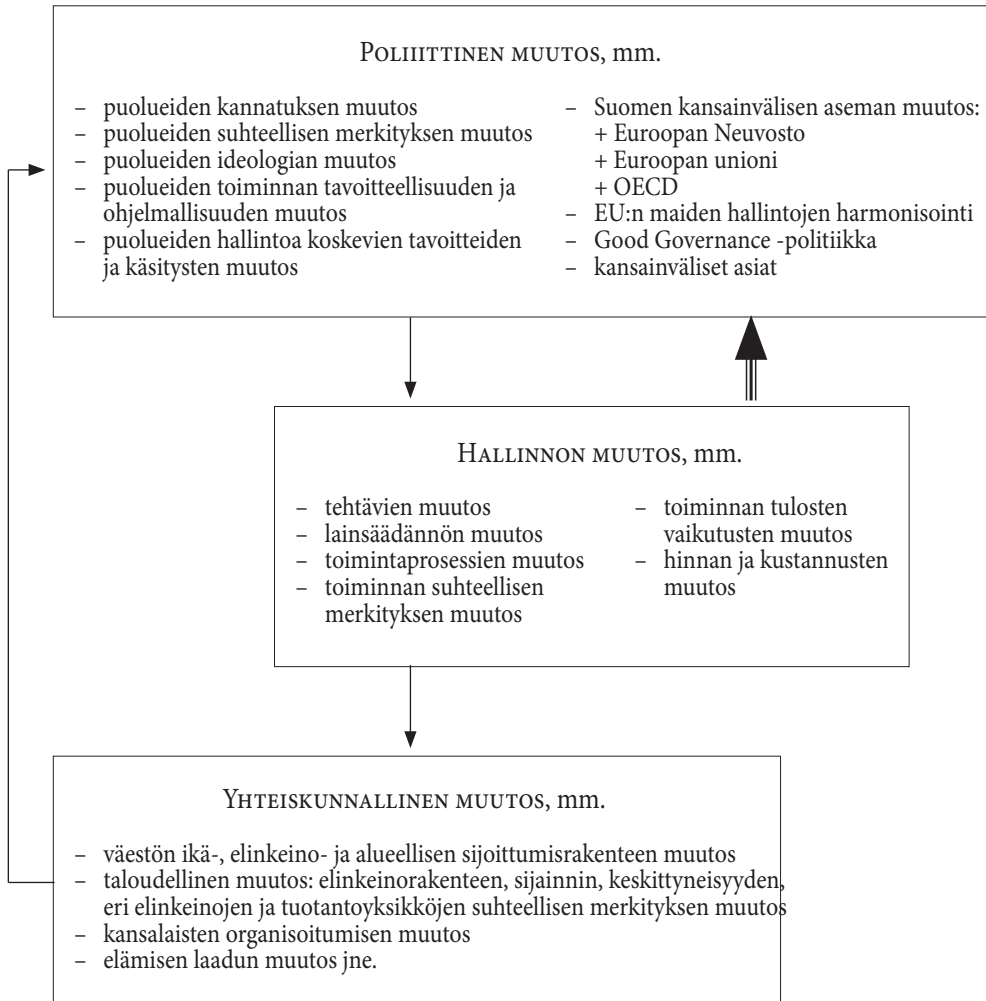 POLIIITTINEN MUUTOS, mm.
– puolueiden kannatuksen muutos
– puolueiden suhteellisen merkityksen muutos
– puolueiden ideologian muutos
– puolueiden toiminnan tavoitteellisuuden ja
ohjelmallisuuden muutos
– puolueiden hallintoa koskevien tavoitteiden
ja käsitysten muutos
– Suomen kansainvälisen aseman muutos:
+ Euroopan Neuvosto
+ Euroopan unioni
+ OECD
– EU:n maiden hallintojen harmonisointi
– Good Governance -politiikka
– kansainväliset asiat
HALLINNON MUUTOS, mm.
– tehtävien muutos
– lainsäädännön muutos
– toimintaprosessien muutos
– toiminnan suhteellisen
merkityksen muutos
– toiminnan tulosten
vaikutusten muutos
– hinnan ja kustannusten
muutos
YHTEISKUNNALLINEN MUUTOS, mm.
– väestön ikä-, elinkeino- ja alueellisen sijoittumisrakenteen muutos
– taloudellinen muutos: elinkeinorakenteen, sijainnin, keskittyneisyyden,
eri elinkeinojen ja tuotantoyksikköjen suhteellisen merkityksen muutos
– kansalaisten organisoitumisen muutos
– elämisen laadun muutos jne.